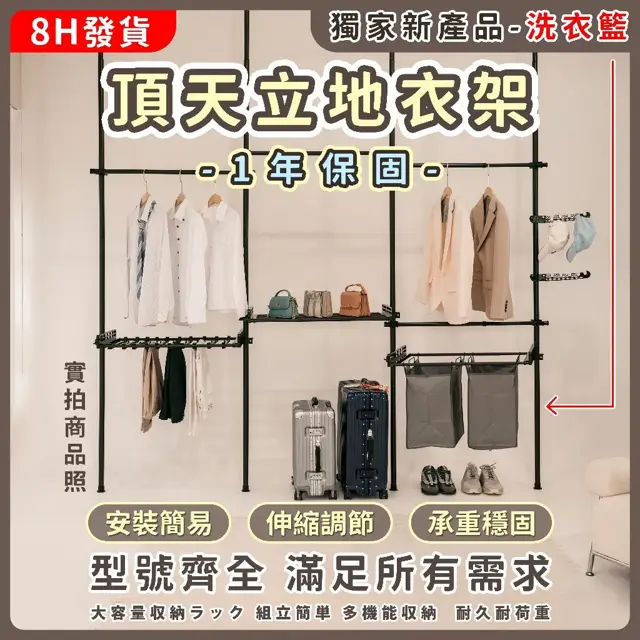 8H發貨
獨家新產品-洗衣籃
頂天立地衣架
-1年保固-
實拍商品照
安裝簡易 伸縮調節 承重穩固
型號齊全 滿足所有需求
大容量収納ラック 組立簡単 多機能収納 耐久耐荷重